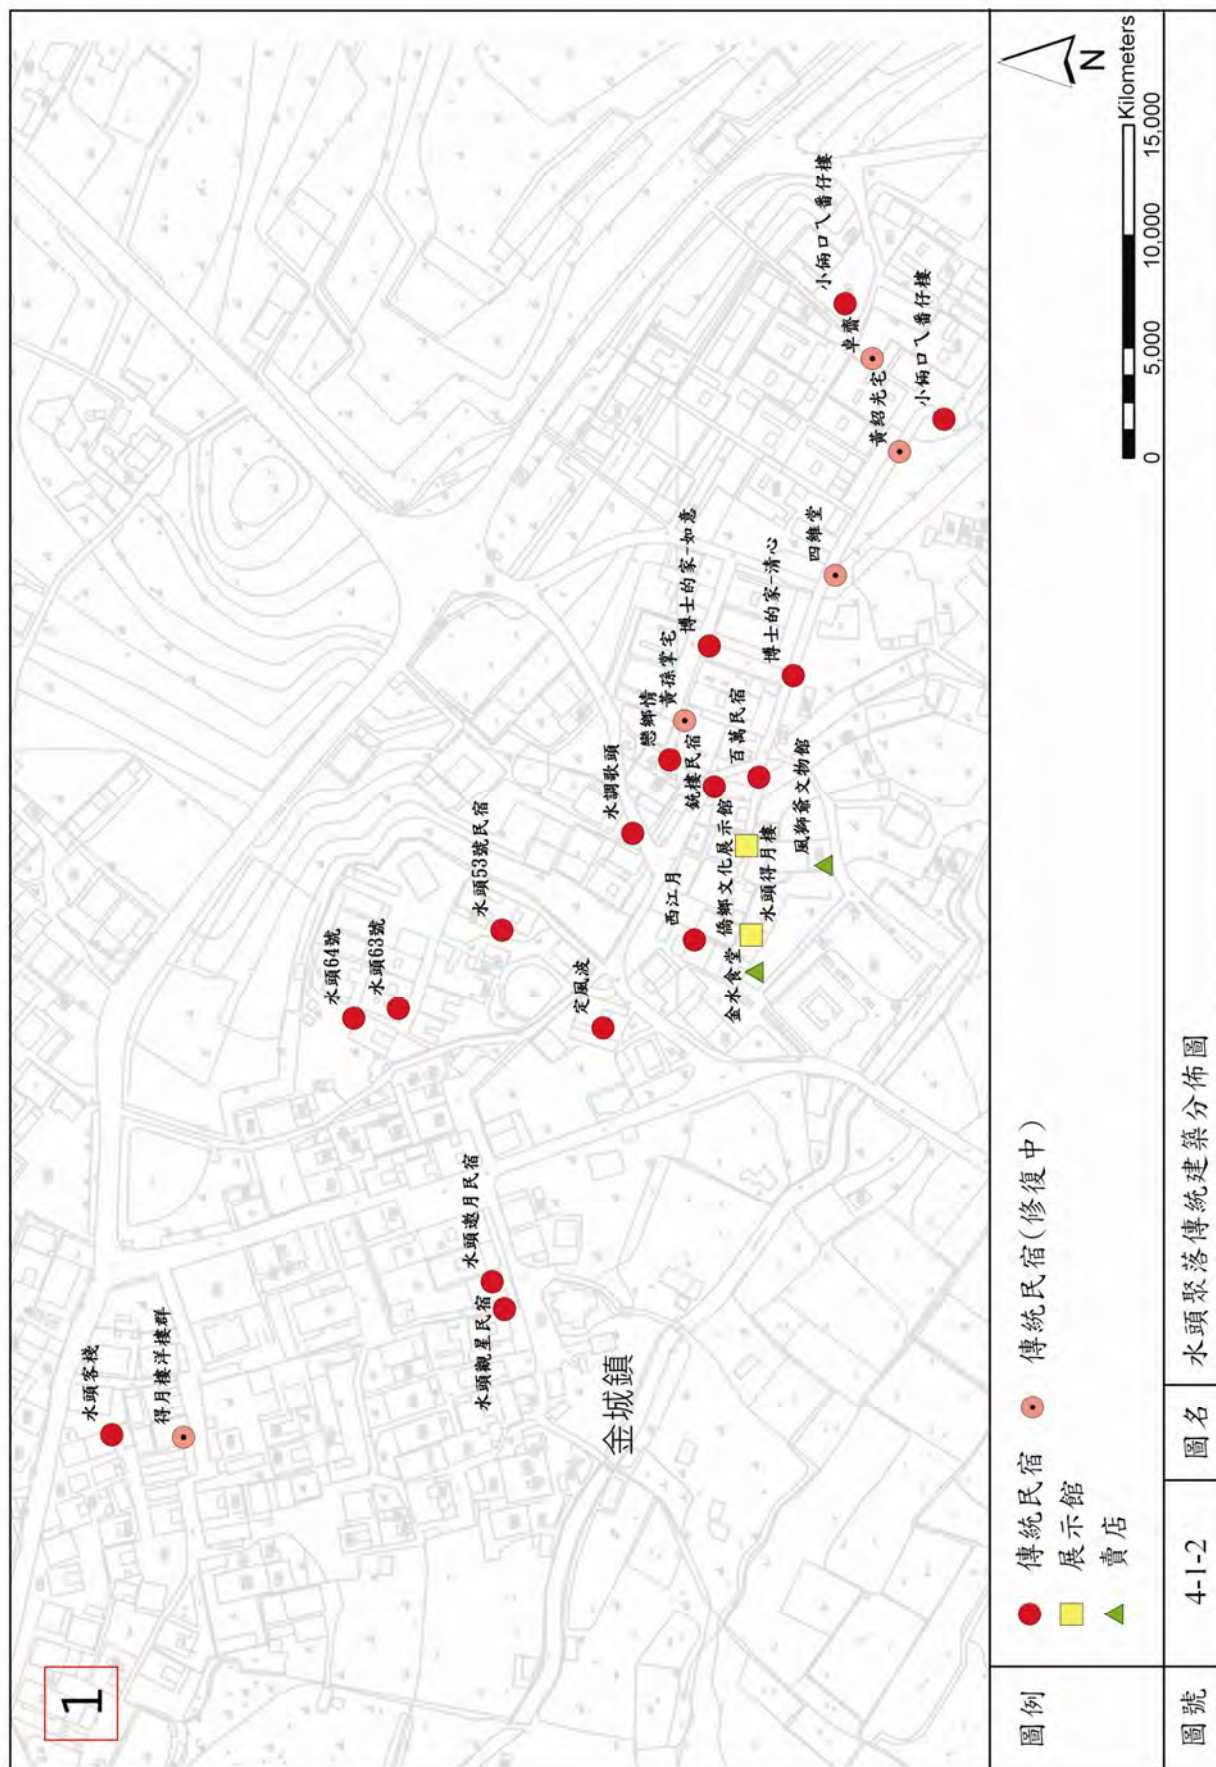 1
水頭客棧
得月樓洋樓群
水頭64號
水頭63號
水頭53號民宿
水頭邀月民宿
水頭觀星民宿
定風波
水調歌頭
戀鄉情
黃孫掌宅
銃樓民宿
博士的家-如意
西江月
僑鄉文化展示館
百萬民宿
博士的家-清心
水頭得月樓
金水食堂
風獅爺文物館
四維堂
小倆口ㄟ番仔樓
卓齋
黃紹光宅
小倆口ㄟ番仔樓
金城鎮
圖例
傳統民宿
傳統民宿(修復中)
展示館
賣店
N
Kilometers
0
5,000
10,000
15,000
圖號
4-1-2
圖名
水頭聚落傳統建築分佈圖